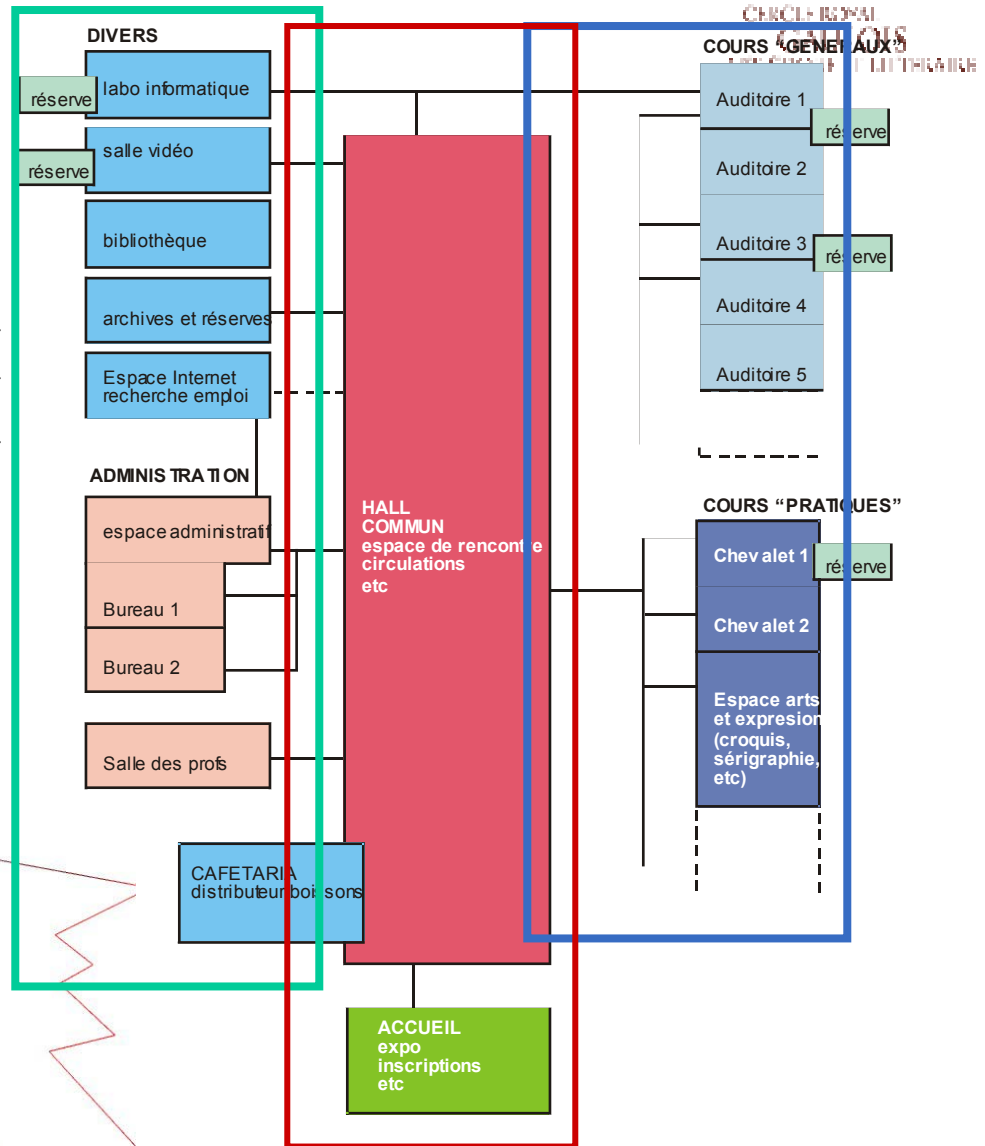 CERCLE ROYAL
GAULOIS
DIVERS
COURS “GENERAUX”
labo informatique
réserve
salle vidéo
réserve
bibliothèque
archives et réserves
Espace Internet
recherche emploi
ADMINISTRATION
espace administratif
Bureau 1
Bureau 2
Salle des profs
CAFETARIA
distributeur boissons
HALL
COMMUN
espace de rencontre
circulations
etc
ACCUEIL
expo
inscriptions
etc
Auditoire 1
réserve
Auditoire 2
Auditoire 3
réserve
Auditoire 4
Auditoire 5
COURS “PRATIQUES”
Chevalet 1
réserve
Chevalet 2
Espace arts
et expresion
(croquis,
sérigraphie,
etc)